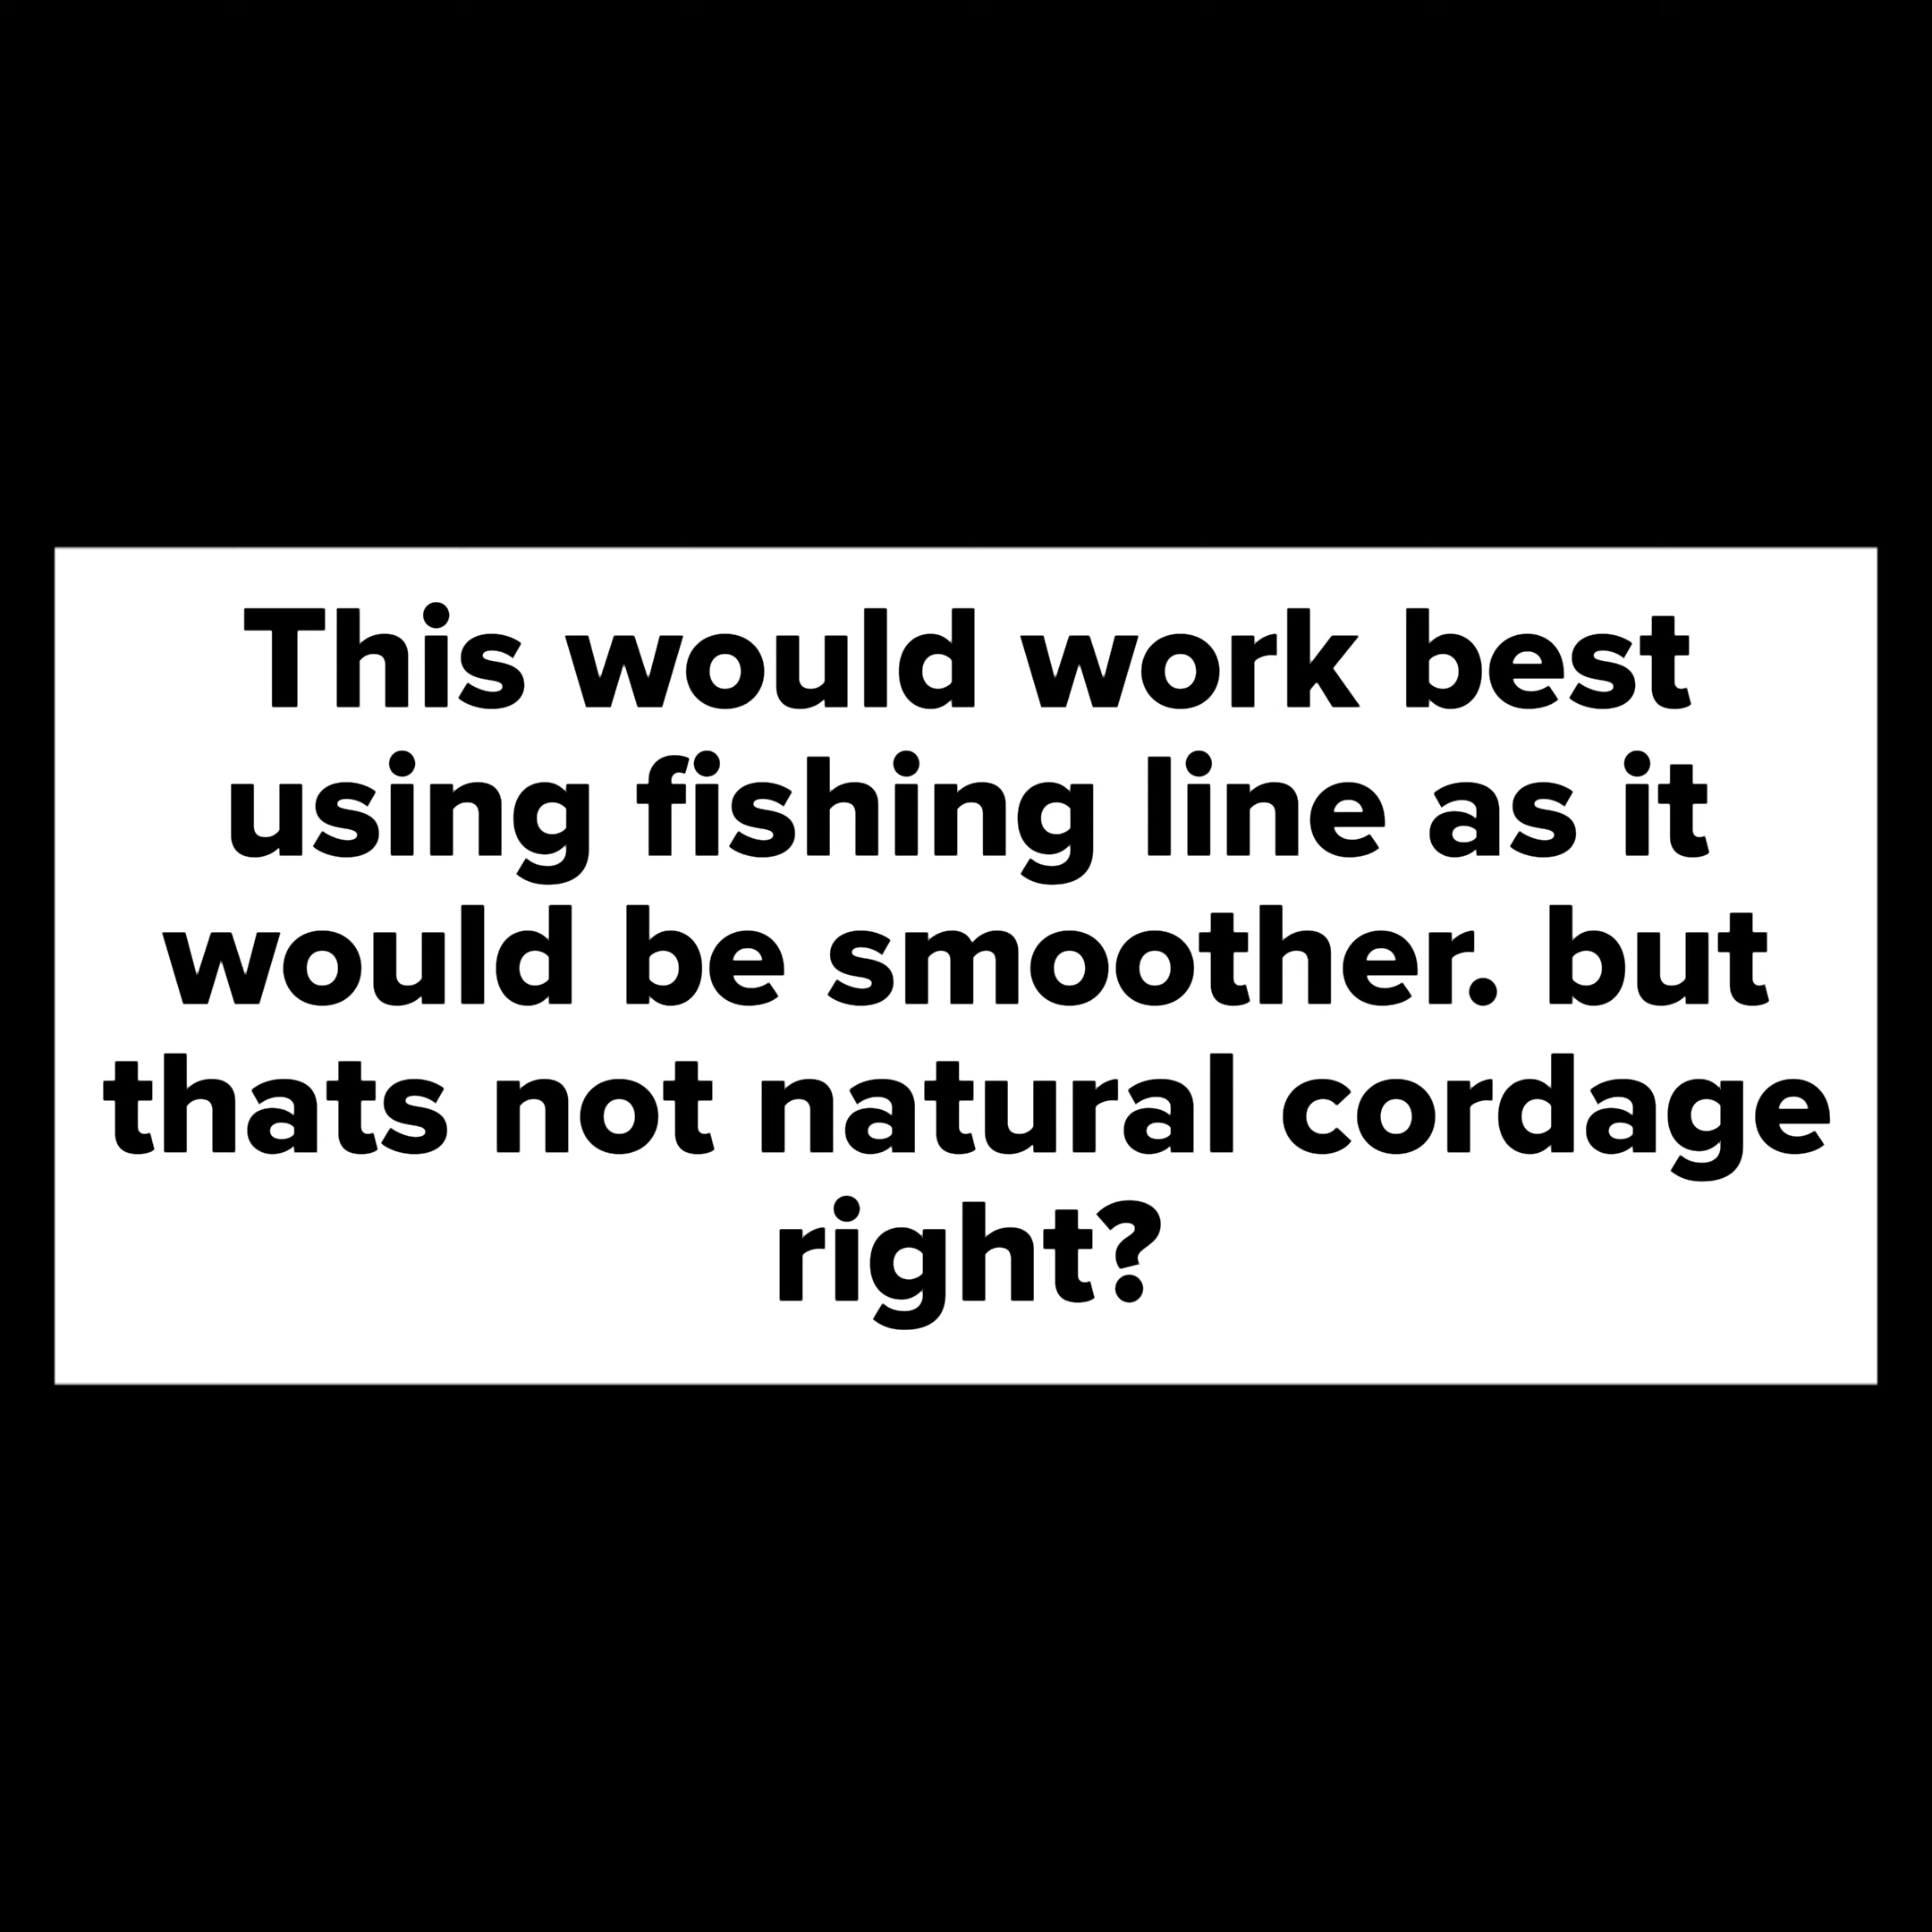 This would work best
using fishing line as it
would be smoother. but
thats not natural cordage
right?